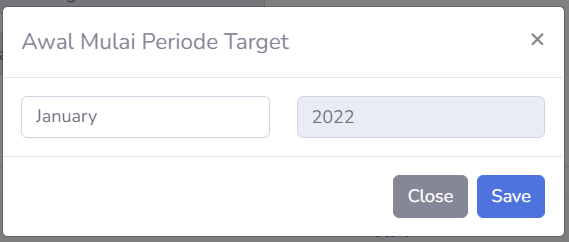 Awal Mulai Periode Target ×
January 2022
Close Save